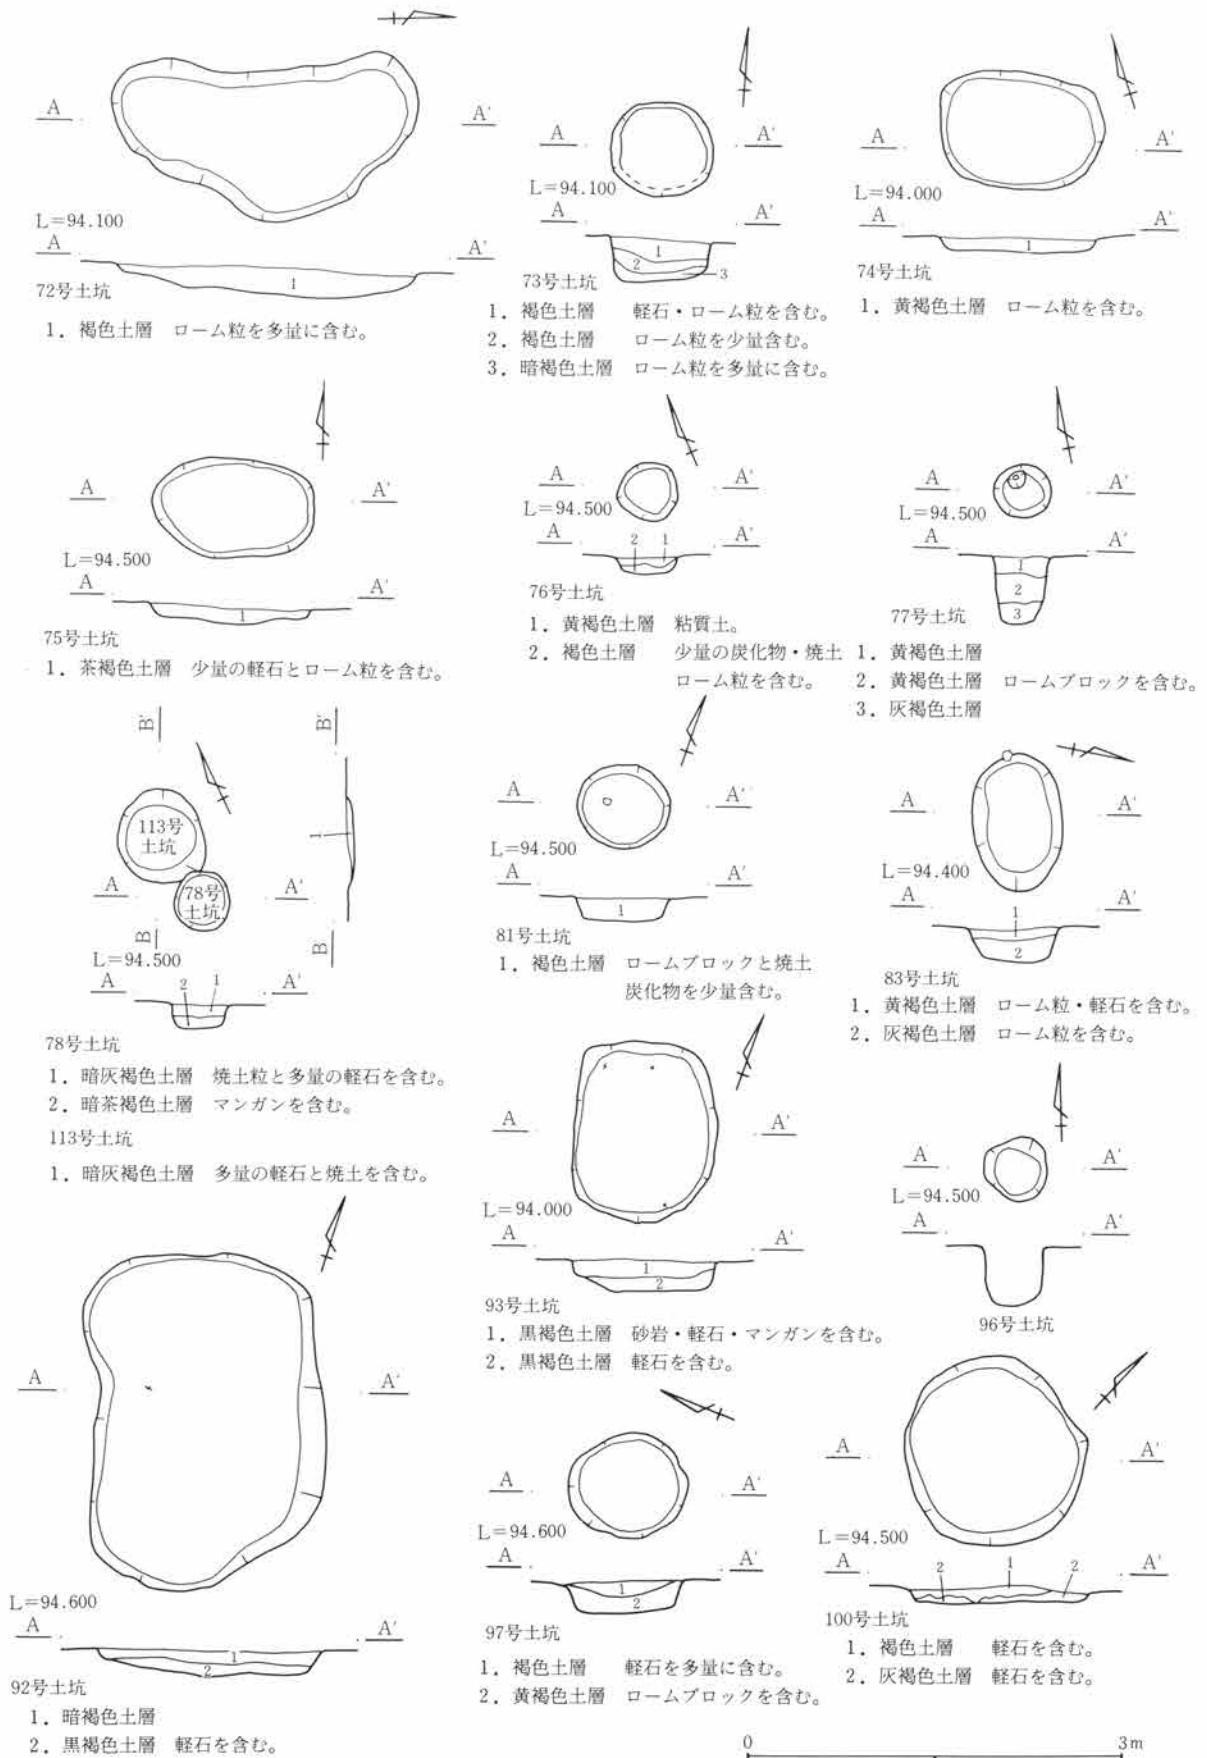 A A'
L=94.100
A A'
1
72号土坑
1. 褐色土層 ローム粒を多量に含む。
A A'
L=94.100
A A'
1
2
3
73号土坑
1. 褐色土層 軽石・ローム粒を含む。
2. 褐色土層 ローム粒を少量含む。
3. 暗褐色土層 ローム粒を多量に含む。
A A'
L=94.000
A A'
1
74号土坑
1. 黄褐色土層 ローム粒を含む。
A A'
L=94.500
A A'
1
75号土坑
1. 茶褐色土層 少量の軽石とローム粒を含む。
A A'
L=94.500
A 2 1 A'
76号土坑
1. 黄褐色土層 粘質土。
2. 褐色土層 少量の炭化物・焼土
ローム粒を含む。
A A'
L=94.500
A A'
1
2
3
77号土坑
1. 黄褐色土層
2. 黄褐色土層 ロームブロックを含む。
3. 灰褐色土層
B' B'
113号
土坑
1
A 78号 A'
土坑
B B
L=94.500
A 2 1 A'
78号土坑
1. 暗灰褐色土層 焼土粒と多量の軽石を含む。
2. 暗茶褐色土層 マンガンを含む。
113号土坑
1. 暗灰褐色土層 多量の軽石と焼土を含む。
A A'
L=94.500
A A'
1
81号土坑
1. 褐色土層 ロームブロックと焼土
炭化物を少量含む。
A A'
L=94.400
A A'
1
2
83号土坑
1. 黄褐色土層 ローム粒・軽石を含む。
2. 灰褐色土層 ローム粒を含む。
A A'
L=94.600
A A'
1
2
92号土坑
1. 暗褐色土層
2. 黒褐色土層 軽石を含む。
A A'
L=94.000
A A'
1
2
93号土坑
1. 黒褐色土層 砂岩・軽石・マンガンを含む。
2. 黒褐色土層 軽石を含む。
A A'
L=94.500
A A'
96号土坑
A A'
L=94.600
A A'
1
2
97号土坑
1. 褐色土層 軽石を多量に含む。
2. 黄褐色土層 ロームブロックを含む。
A A'
L=94.500
A 2 1 2 A'
100号土坑
1. 褐色土層 軽石を含む。
2. 灰褐色土層 軽石を含む。
0 3m